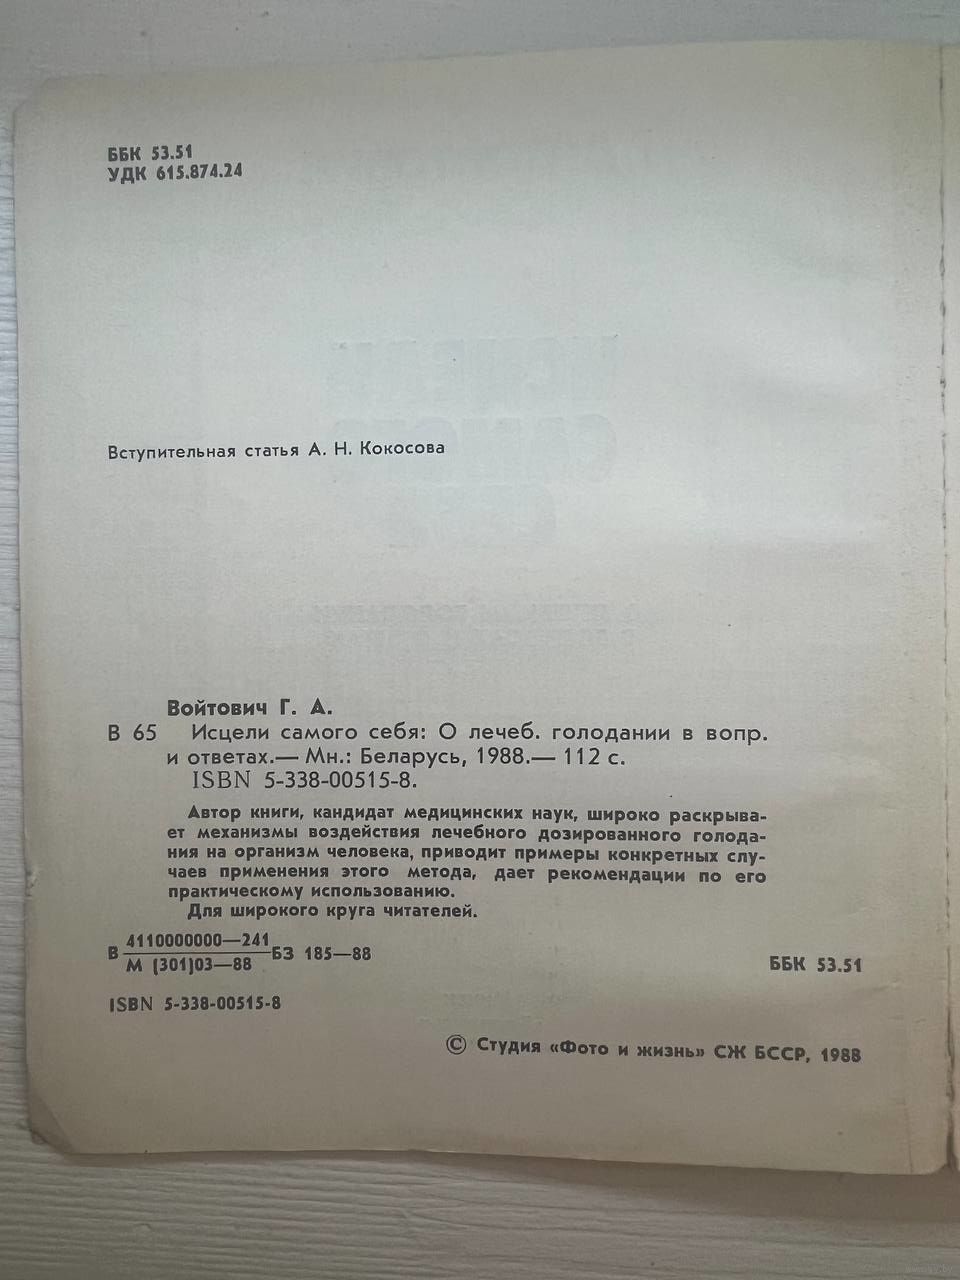 ББК 53.51
УДК 615.874.24
Вступительная статья А. Н. Кокосова
Войтович Г. А.
В 65 Исцели самого себя: О лечеб. голодании в вопр.
и ответах.— Мн.: Беларусь, 1988.— 112 с.
ISBN 5-338-00515-8.
Автор книги, кандидат медицинских наук, широко раскрыва-
ет механизмы воздействия лечебного дозированного голода-
ния на организм человека, приводит примеры конкретных слу-
чаев применения этого метода, дает рекомендации по его
практическому использованию.
Для широкого круга читателей.
4110000000—241
В БЗ 185—88
М (301)03—88
ББК 53.51
ISBN 5-338-00515-8
© Студия «Фото и жизнь» СЖ БССР, 1988